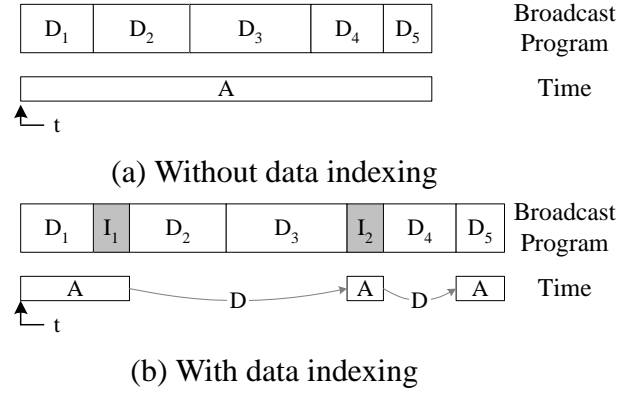 D1 D2 D3 D4 D5 Broadcast Program
A Time
t
(a) Without data indexing
D1 I1 D2 D3 I2 D4 D5 Broadcast Program
A D A D A Time
t
(b) With data indexing